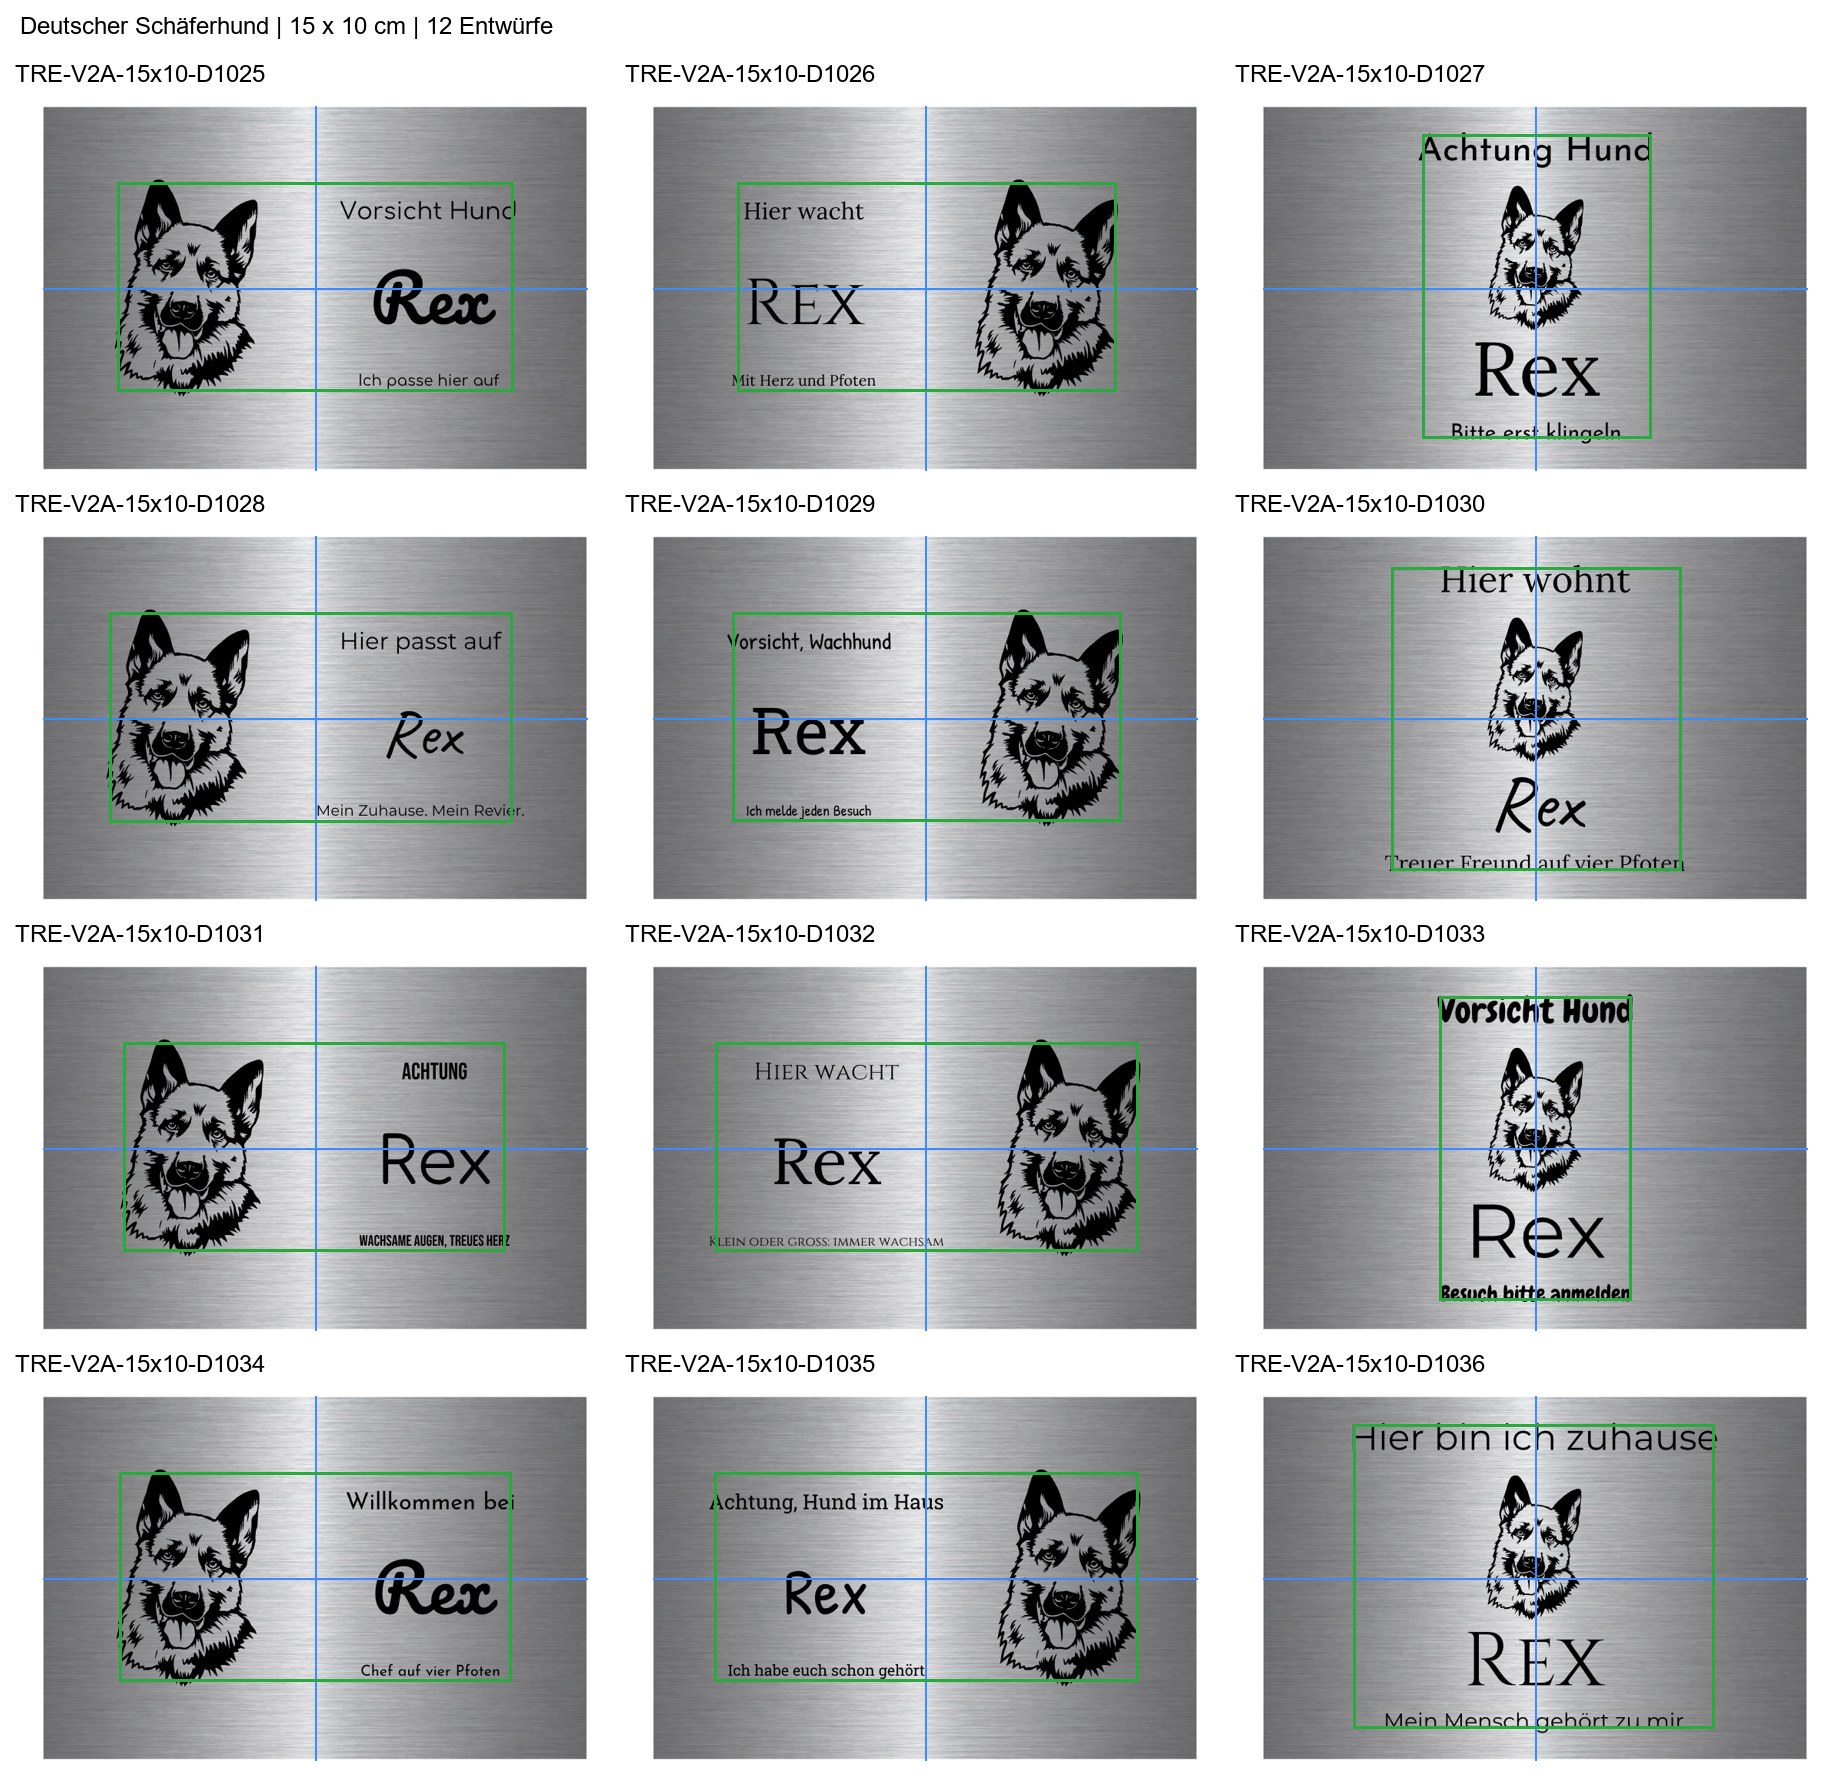 Deutscher Schäferhund | 15 x 10 cm | 12 Entwürfe
TRE-V2A-15x10-D1025
Vorsicht Hund
Rex
Ich passe hier auf
TRE-V2A-15x10-D1026
Hier wacht
REX
Mit Herz und Pfoten
TRE-V2A-15x10-D1027
Achtung Hund
Rex
Bitte erst klingeln
TRE-V2A-15x10-D1028
Hier passt auf
Rex
Mein Zuhause. Mein Revier.
TRE-V2A-15x10-D1029
Vorsicht, Wachhund
Rex
Ich melde jeden Besuch
TRE-V2A-15x10-D1030
Hier wohnt
Rex
Treuer Freund auf vier Pfoten
TRE-V2A-15x10-D1031
ACHTUNG
Rex
WACHSAME AUGEN, TREUES HERZ
TRE-V2A-15x10-D1032
HIER WACHT
Rex
KLEIN ODER GROSS: IMMER WACHSAM
TRE-V2A-15x10-D1033
Vorsicht Hund
Rex
Besuch bitte anmelden
TRE-V2A-15x10-D1034
Willkommen bei
Rex
Chef auf vier Pfoten
TRE-V2A-15x10-D1035
Achtung, Hund im Haus
Rex
Ich habe euch schon gehört
TRE-V2A-15x10-D1036
Hier bin ich zuhause
REX
Mein Mensch gehört zu mir